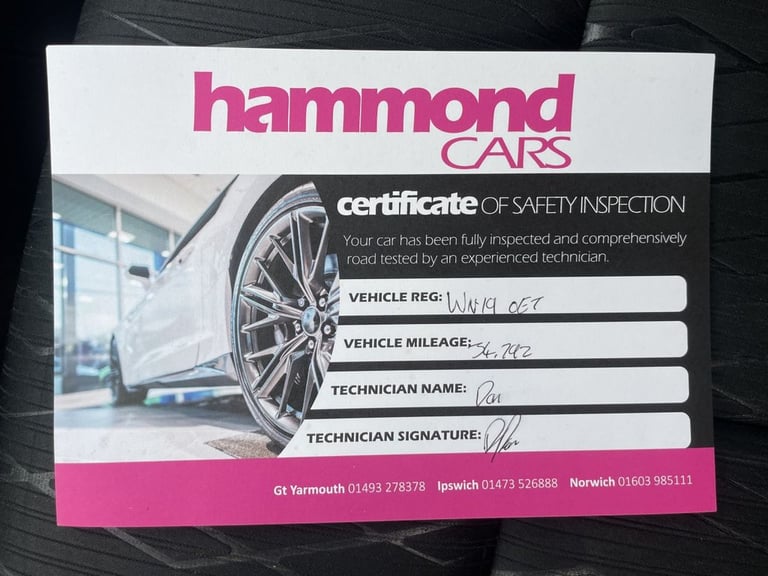 hammond
CARS
certificate OF SAFETY INSPECTION
Your car has been fully inspected and comprehensively
road tested by an experienced technician.
VEHICLE REG: WN19 OET
VEHICLE MILEAGE: 54,792
TECHNICIAN NAME:
TECHNICIAN SIGNATURE:
Gt Yarmouth 01493 278378 Ipswich 01473 526888 Norwich 01603 985111